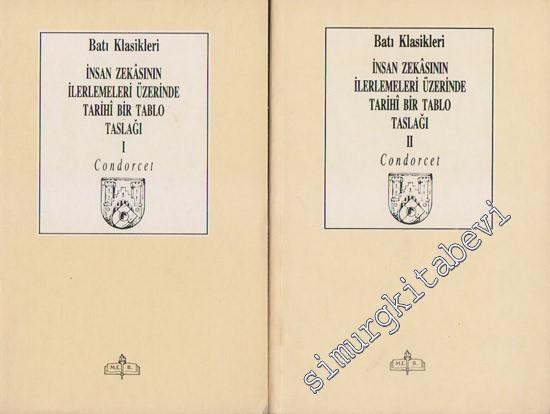 Batı Klasikleri
İNSAN ZEKÂSININ
İLERLEMELERİ ÜZERİNDE
TARİHÎ BİR TABLO
TASLAĞI
I
Condorcet
M.E. B.
Batı Klasikleri
İNSAN ZEKÂSININ
İLERLEMELERİ ÜZERİNDE
TARİHÎ BİR TABLO
TASLAĞI
II
Condorcet
M.E. B.
simurgkitabevi